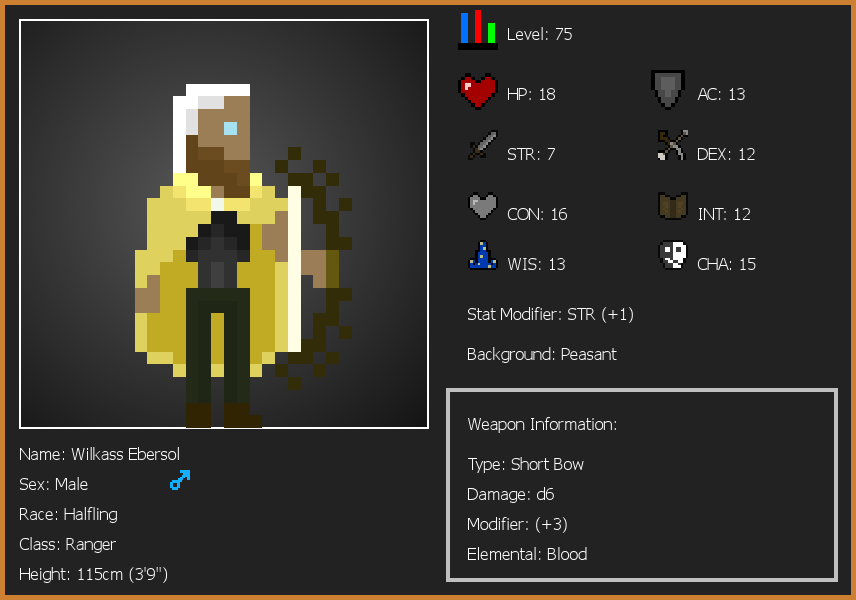 Level: 75
HP: 18
AC: 13
STR: 7
DEX: 12
CON: 16
INT: 12
WIS: 13
CHA: 15
Stat Modifier: STR (+1)
Background: Peasant
Weapon Information:
Type: Short Bow
Damage: d6
Modifier: (+3)
Elemental: Blood
Name: Wilkass Ebersol
Sex: Male
Race: Halfling
Class: Ranger
Height: 115cm (3'9")